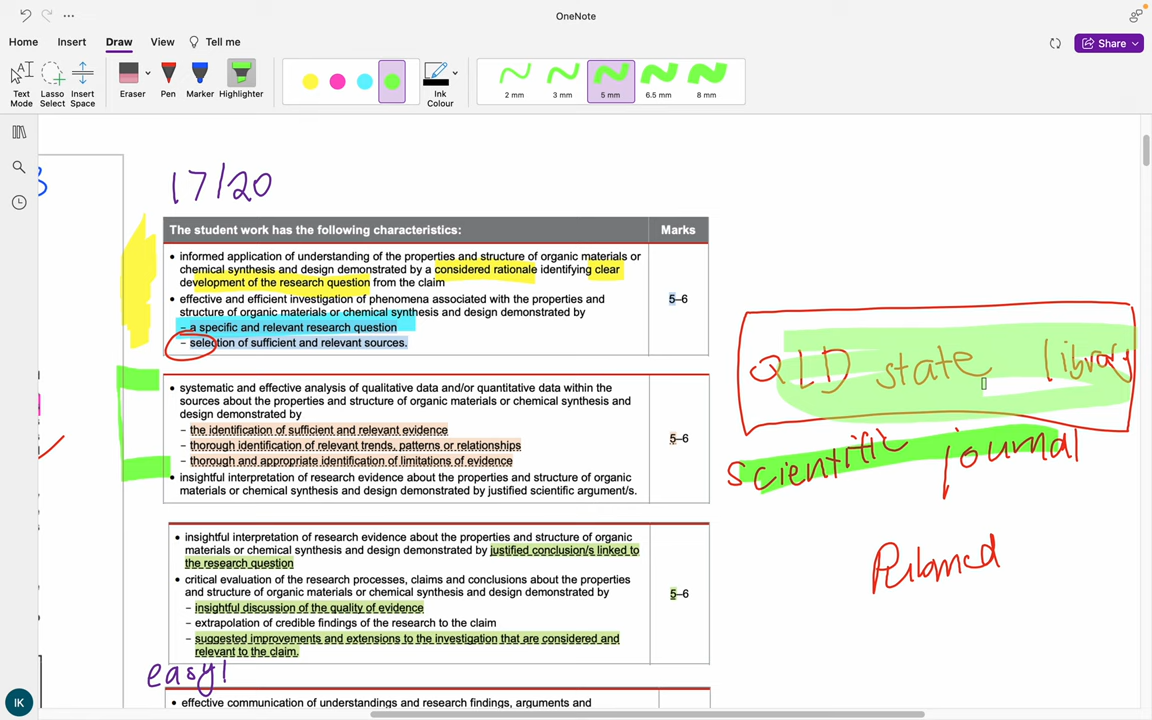 OneNote
Home Insert Draw View Tell me
Share
Text Mode
Lasso Select
Insert Space
Eraser
Pen
Marker
Highlighter
Ink Colour
2 mm
3 mm
5 mm
6.5 mm
8 mm
17/20
The student work has the following characteristics: Marks
• informed application of understanding of the properties and structure of organic materials or
chemical synthesis and design demonstrated by a considered rationale identifying clear
development of the research question from the claim
• effective and efficient investigation of phenomena associated with the properties and
structure of organic materials or chemical synthesis and design demonstrated by
– a specific and relevant research question
– selection of sufficient and relevant sources.
5–6
QLD state library
scientific journal
Pubmed
• systematic and effective analysis of qualitative data and/or quantitative data within the
sources about the properties and structure of organic materials or chemical synthesis and
design demonstrated by
– the identification of sufficient and relevant evidence
– thorough identification of relevant trends, patterns or relationships
– thorough and appropriate identification of limitations of evidence
• insightful interpretation of research evidence about the properties and structure of organic
materials or chemical synthesis and design demonstrated by justified scientific argument/s.
5–6
• insightful interpretation of research evidence about the properties and structure of organic
materials or chemical synthesis and design demonstrated by justified conclusion/s linked to
the research question
• critical evaluation of the research processes, claims and conclusions about the properties
and structure of organic materials or chemical synthesis and design demonstrated by
– insightful discussion of the quality of evidence
– extrapolation of credible findings of the research to the claim
– suggested improvements and extensions to the investigation that are considered and
relevant to the claim.
5–6
easy!
• effective communication of understandings and research findings, arguments and
IK